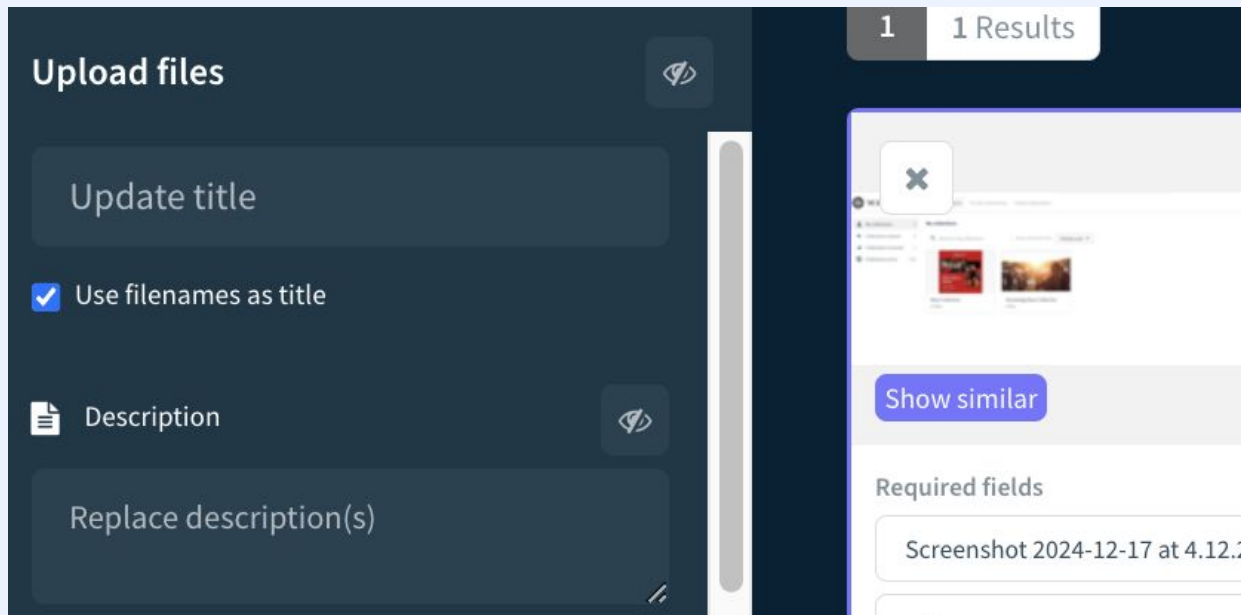 Upload files
Update title
Use filenames as title
Description
Replace description(s)
1
1 Results
Show similar
Required fields
Screenshot 2024-12-17 at 4.12.